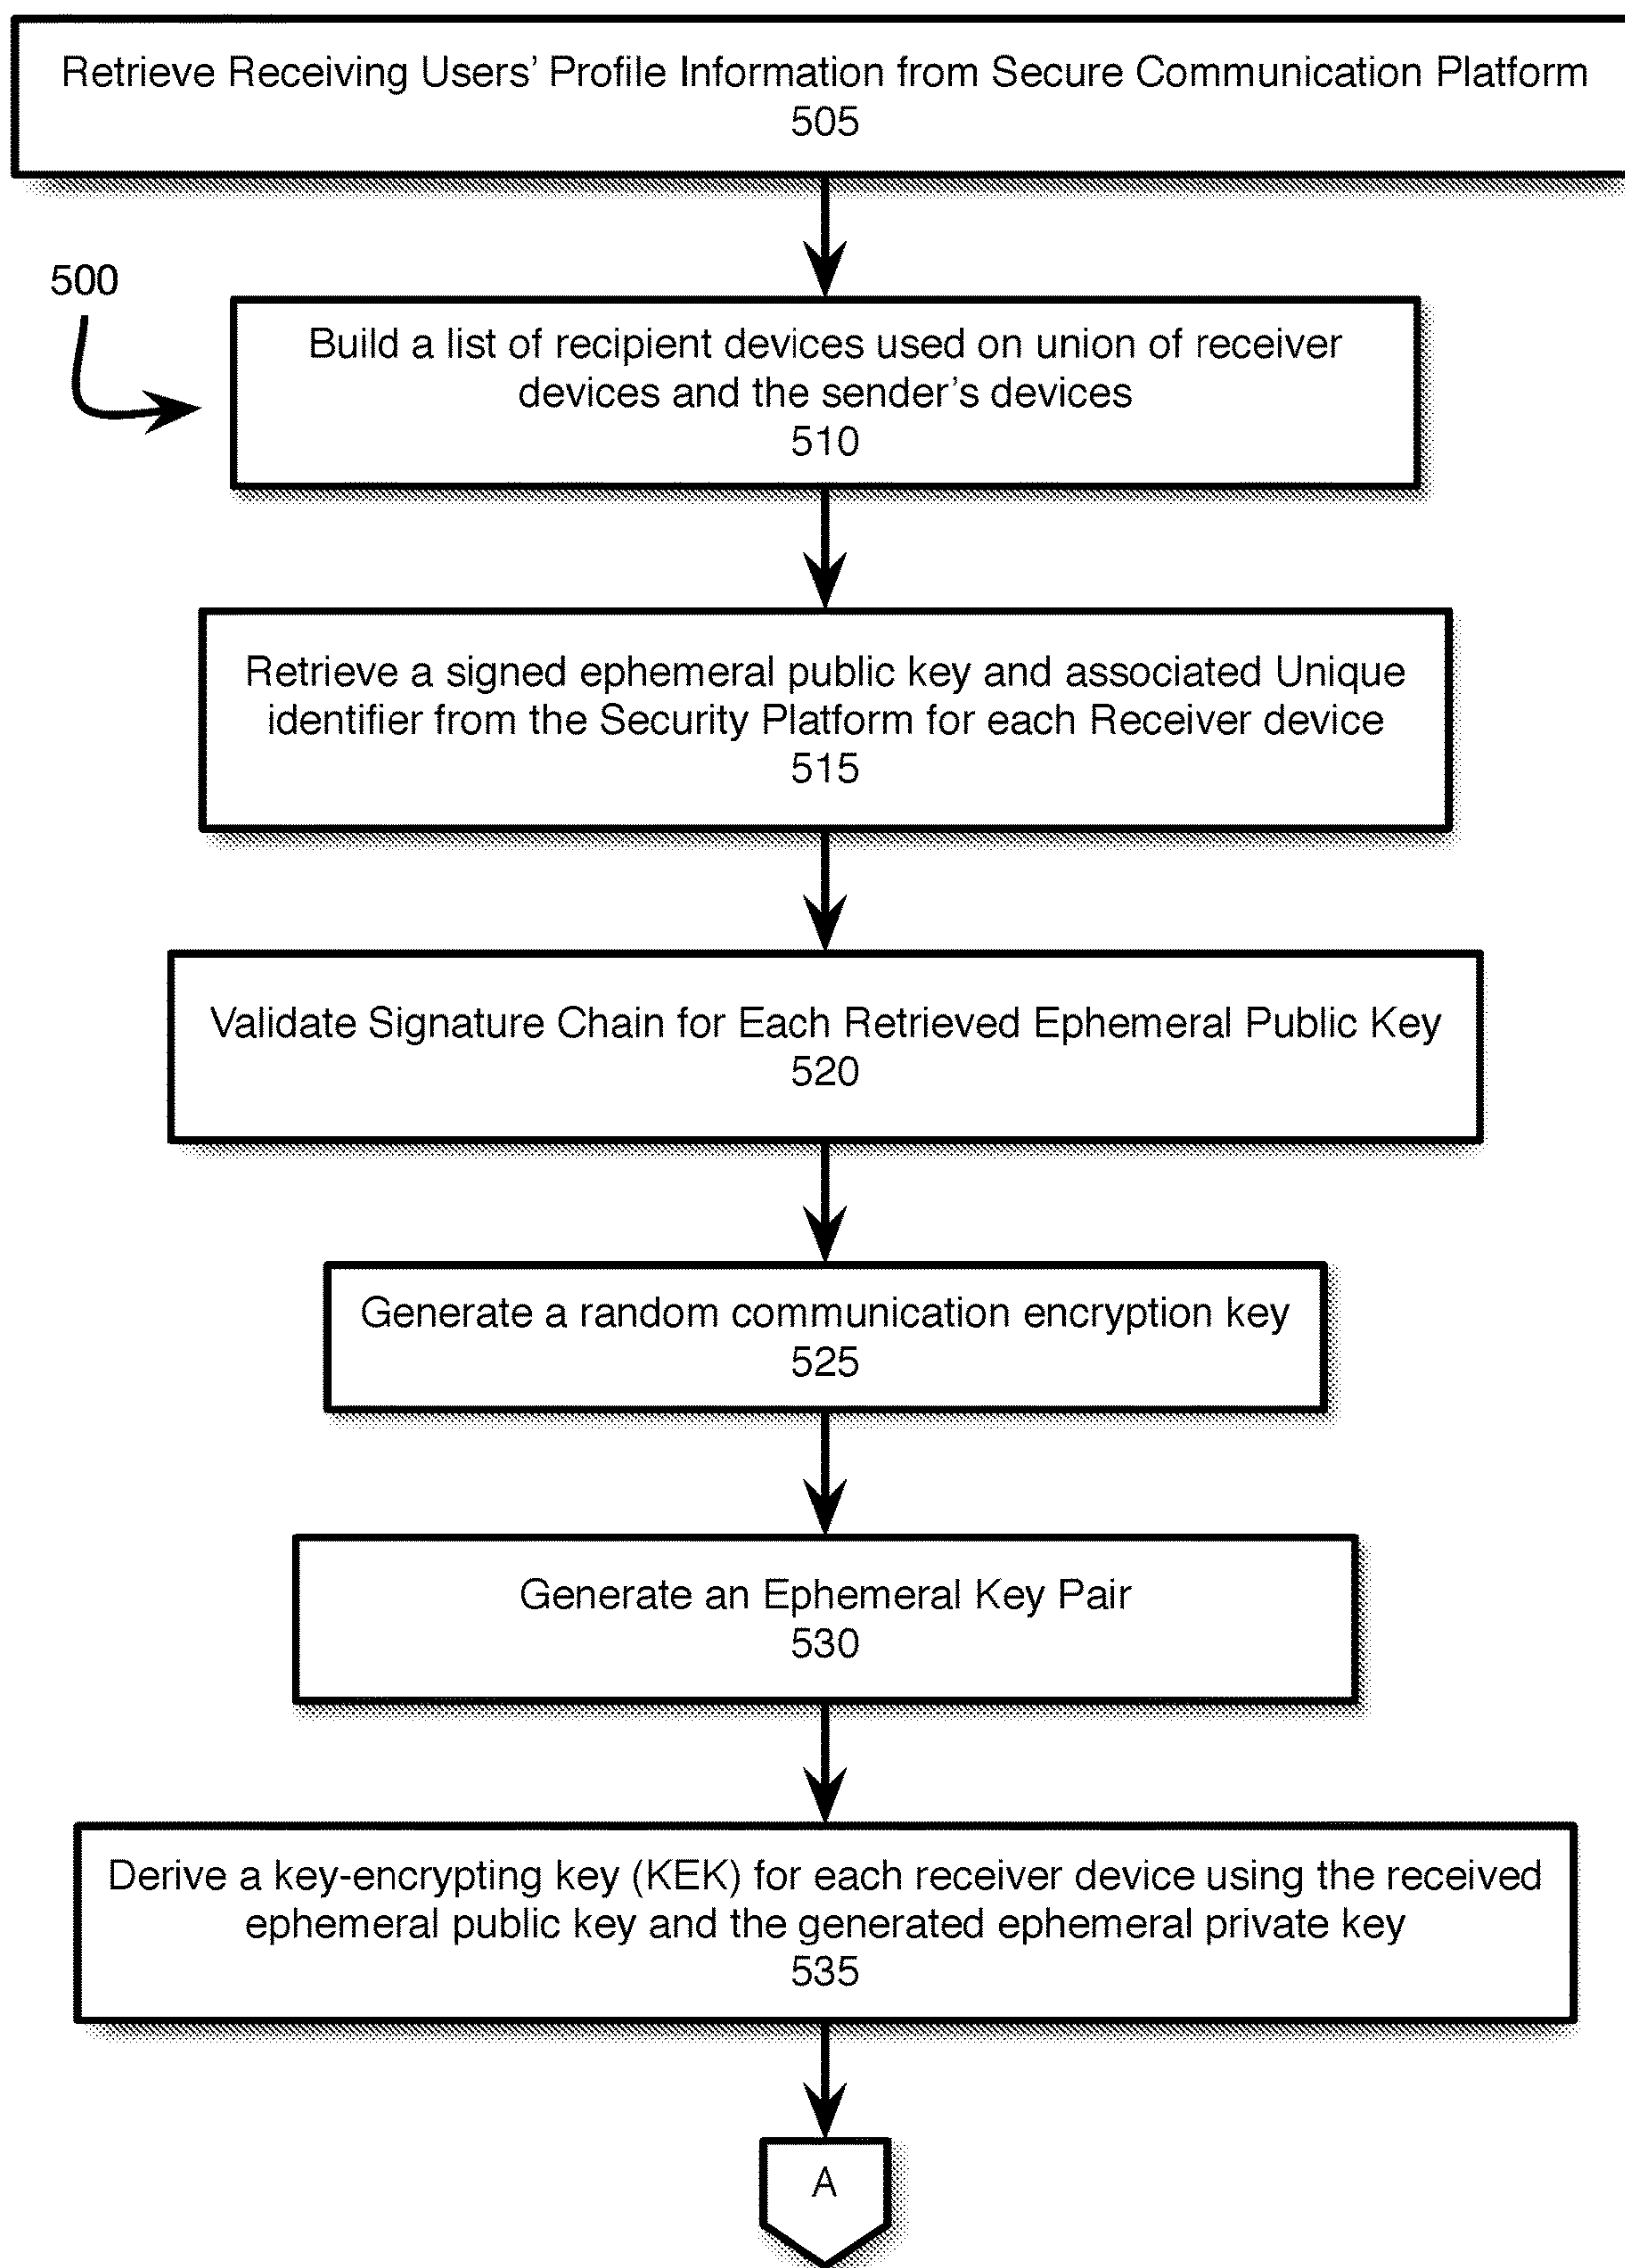 Retrieve Receiving Users’ Profile Information from Secure Communication Platform
505
500
Build a list of recipient devices used on union of receiver
devices and the sender’s devices
510
Retrieve a signed ephemeral public key and associated Unique
identifier from the Security Platform for each Receiver device
515
Validate Signature Chain for Each Retrieved Ephemeral Public Key
520
Generate a random communication encryption key
525
Generate an Ephemeral Key Pair
530
Derive a key-encrypting key (KEK) for each receiver device using the received
ephemeral public key and the generated ephemeral private key
535
A